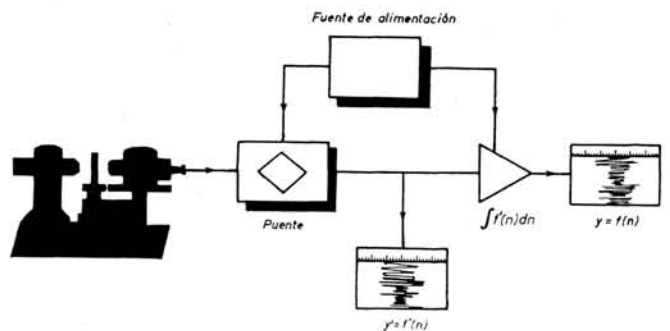 Fuente de alimentación
Puente
∫f'(n)dn
y = f(n)
y' = f'(n)